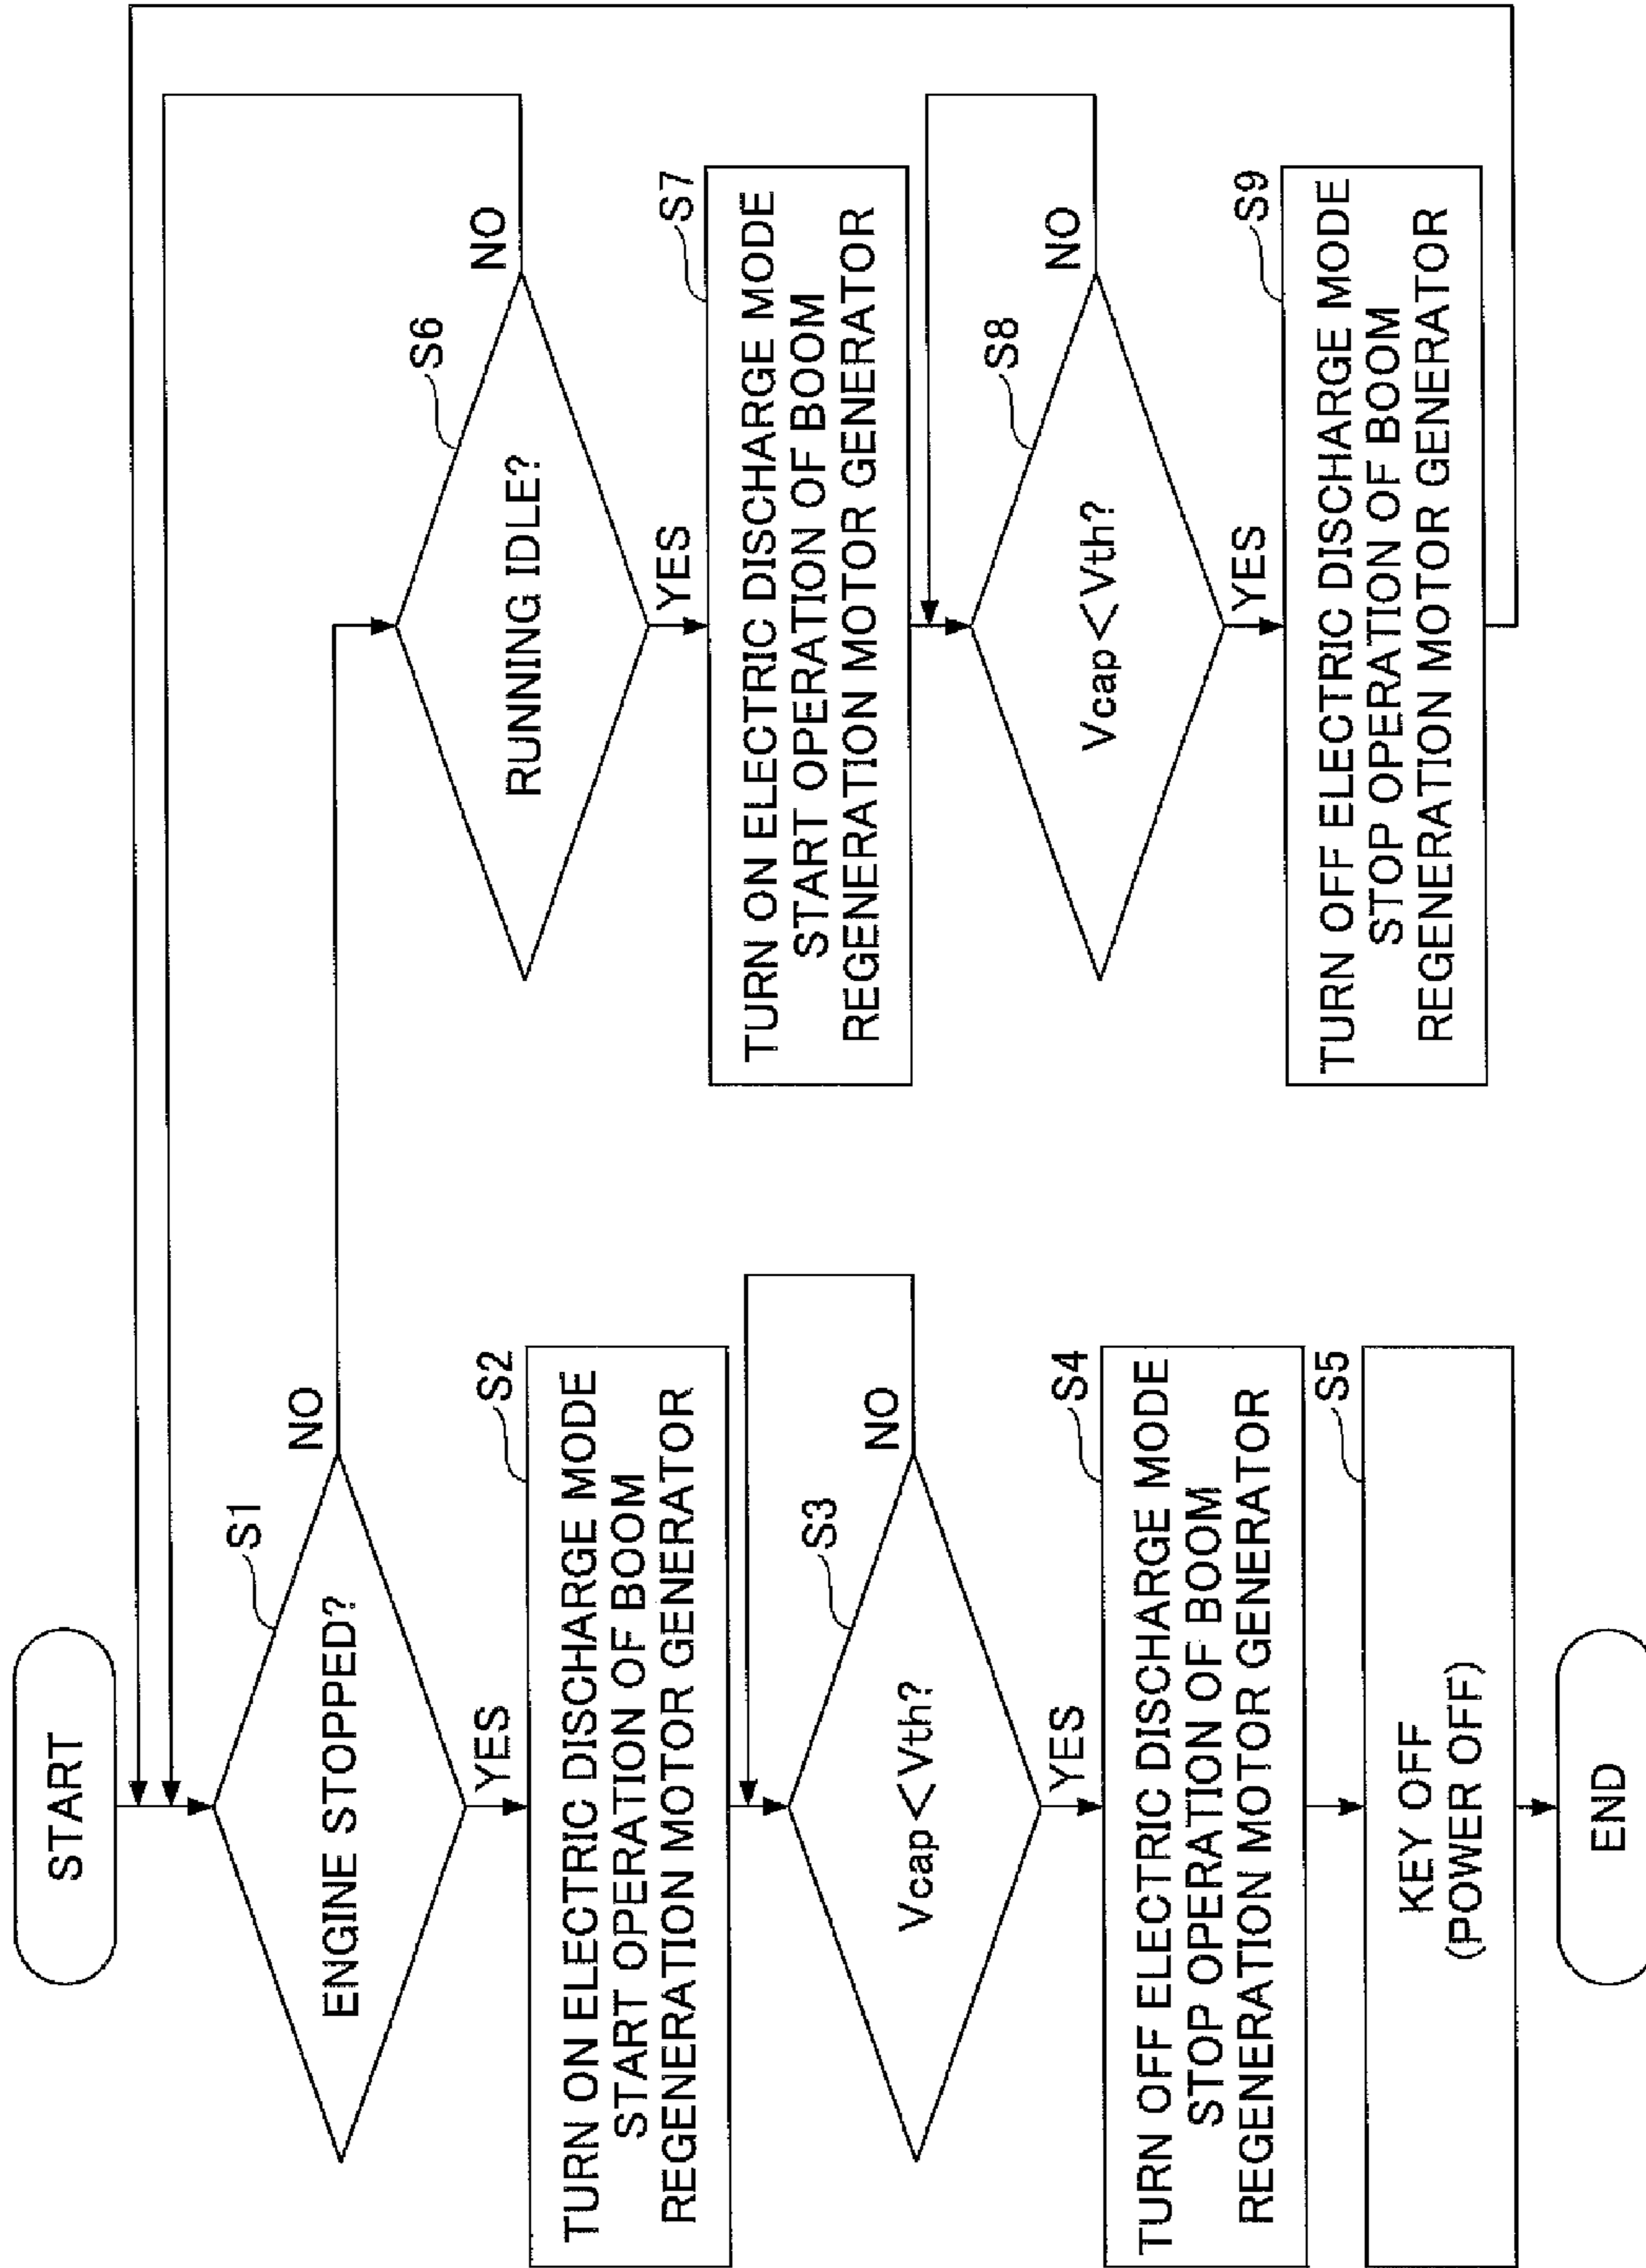 START
S1
ENGINE STOPPED?
NO
YES
S2
TURN ON ELECTRIC DISCHARGE MODE
START OPERATION OF BOOM
REGENERATION MOTOR GENERATOR
S3
Vcap<Vth?
NO
YES
S4
TURN OFF ELECTRIC DISCHARGE MODE
STOP OPERATION OF BOOM
REGENERATION MOTOR GENERATOR
S5
KEY OFF
(POWER OFF)
END
S6
RUNNING IDLE?
NO
YES
S7
TURN ON ELECTRIC DISCHARGE MODE
START OPERATION OF BOOM
REGENERATION MOTOR GENERATOR
S8
Vcap<Vth?
NO
YES
S9
TURN OFF ELECTRIC DISCHARGE MODE
STOP OPERATION OF BOOM
REGENERATION MOTOR GENERATOR